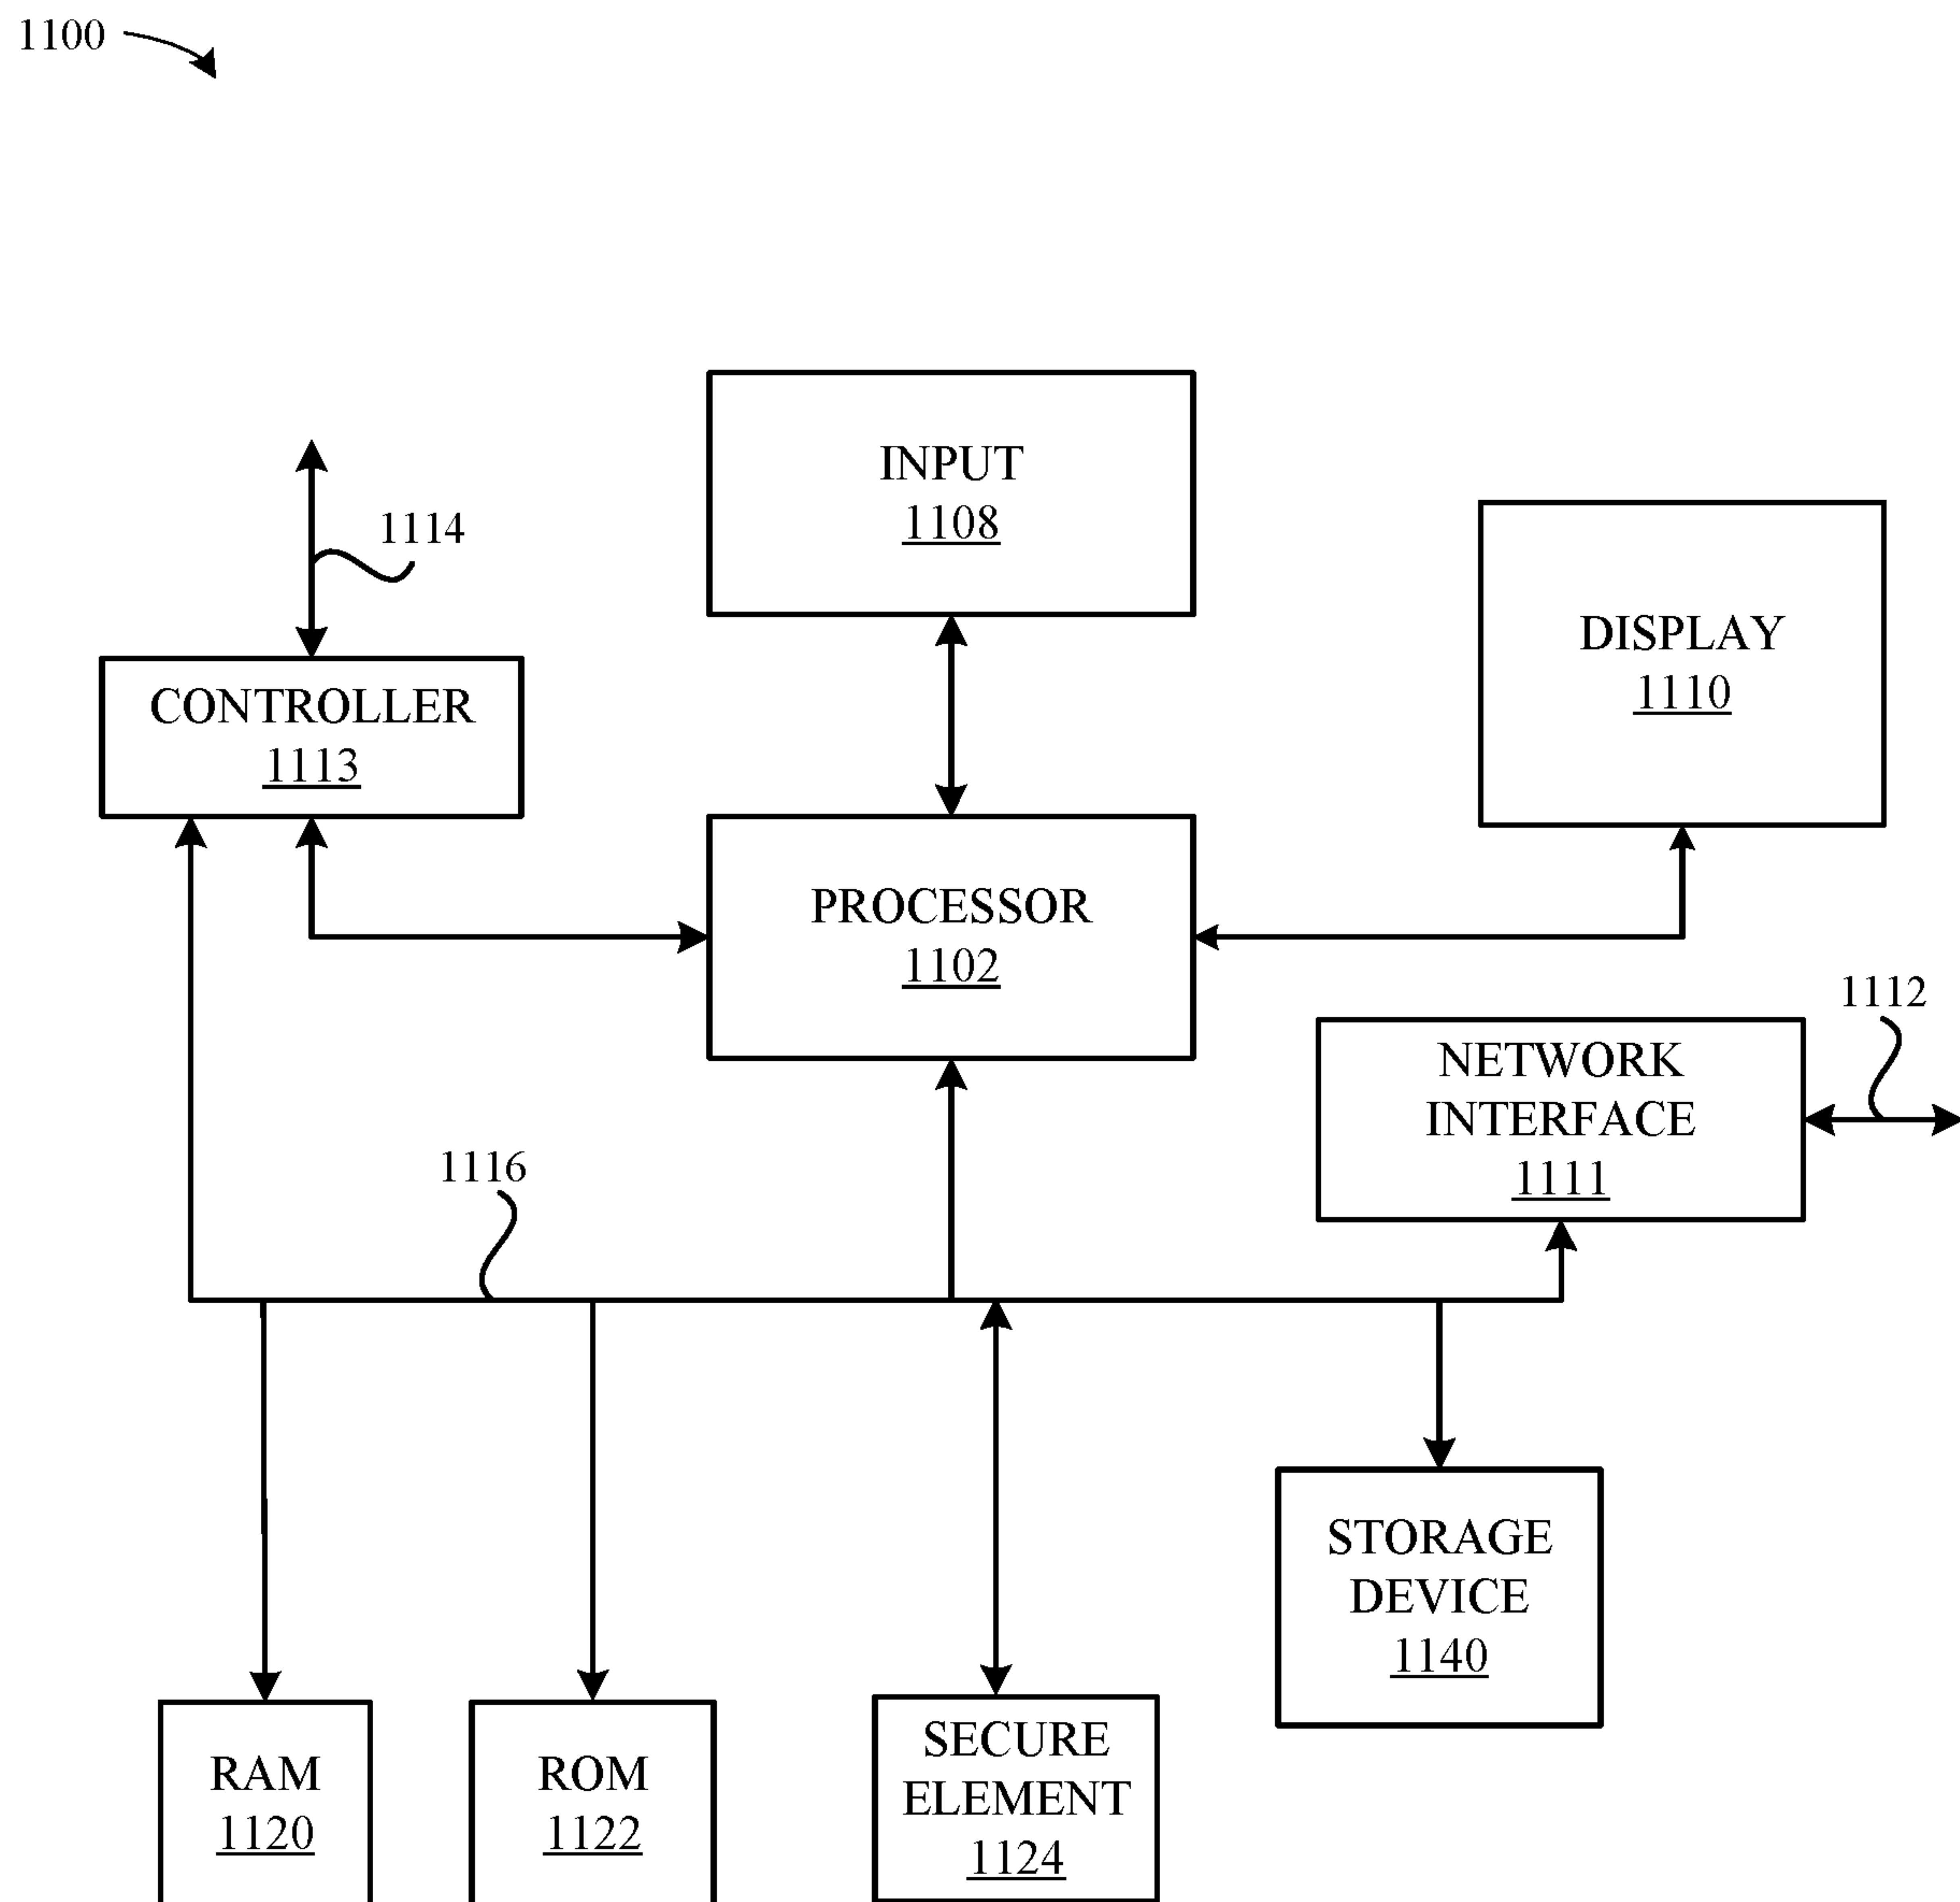 1100
INPUT
1108
1114
DISPLAY
1110
CONTROLLER
1113
PROCESSOR
1102
1112
NETWORK
INTERFACE
1111
1116
STORAGE
DEVICE
1140
RAM
1120
ROM
1122
SECURE
ELEMENT
1124